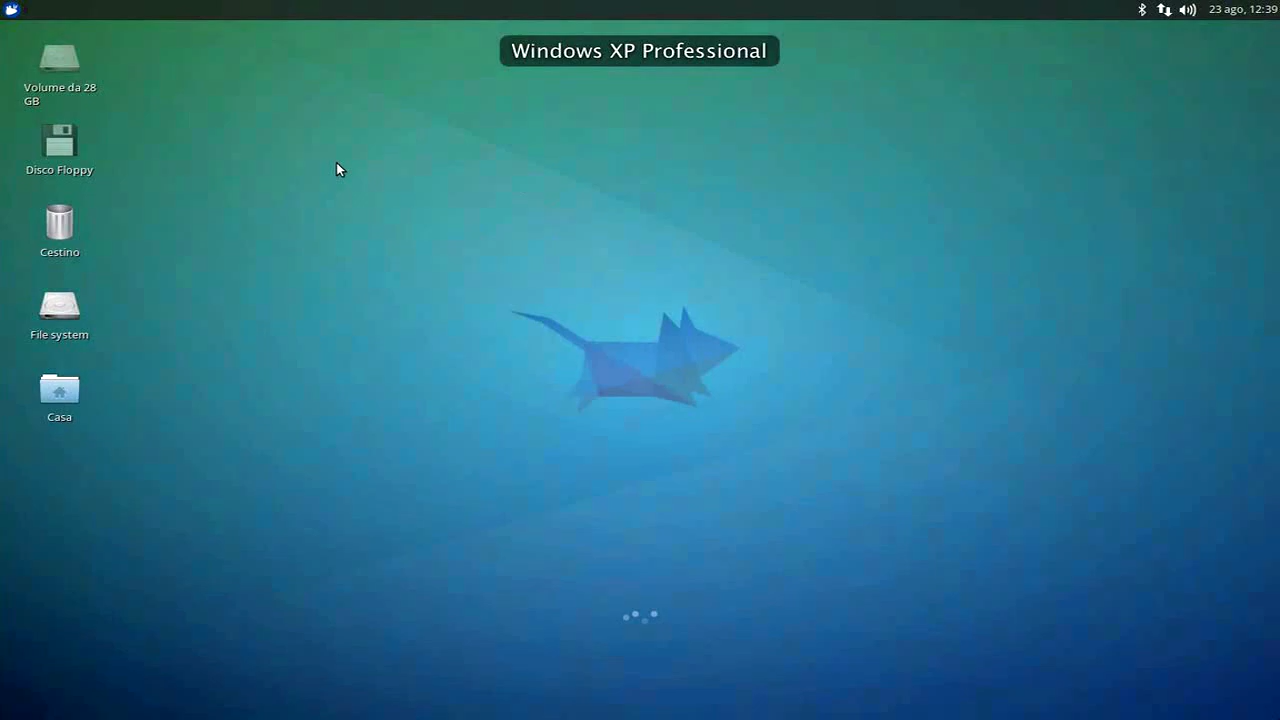 23 ago, 12:39
Windows XP Professional
Volume da 28
GB
Disco Floppy
Cestino
File system
Casa